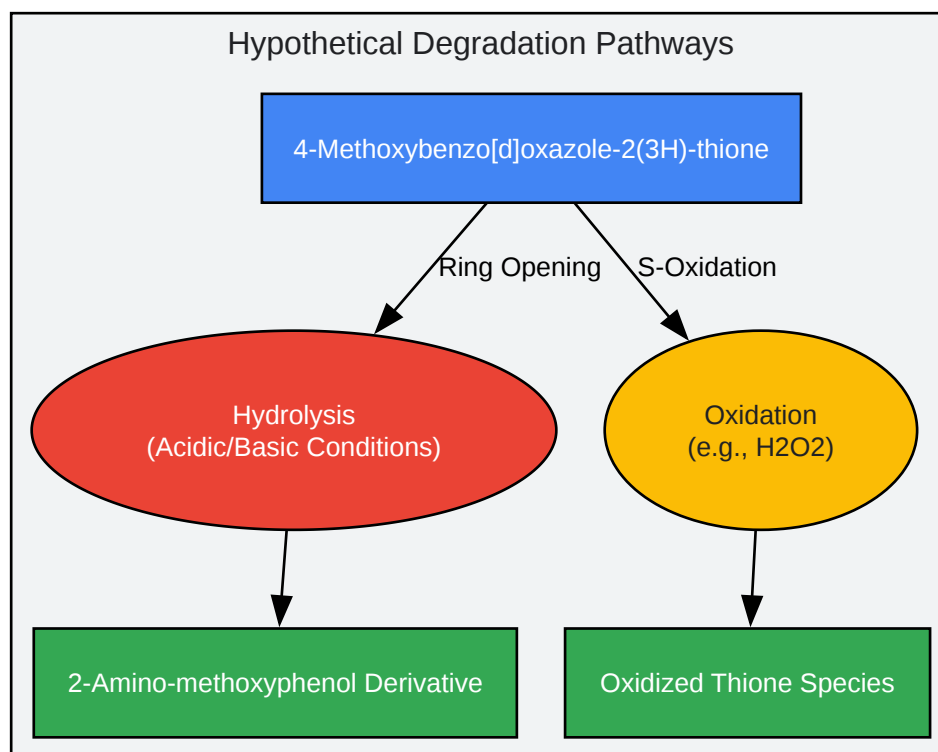 Hypothetical Degradation Pathways
4-Methoxybenzo[d]oxazole-2(3H)-thione
Ring Opening
S-Oxidation
Hydrolysis
(Acidic/Basic Conditions)
Oxidation
(e.g., H2O2)
2-Amino-methoxyphenol Derivative
Oxidized Thione Species